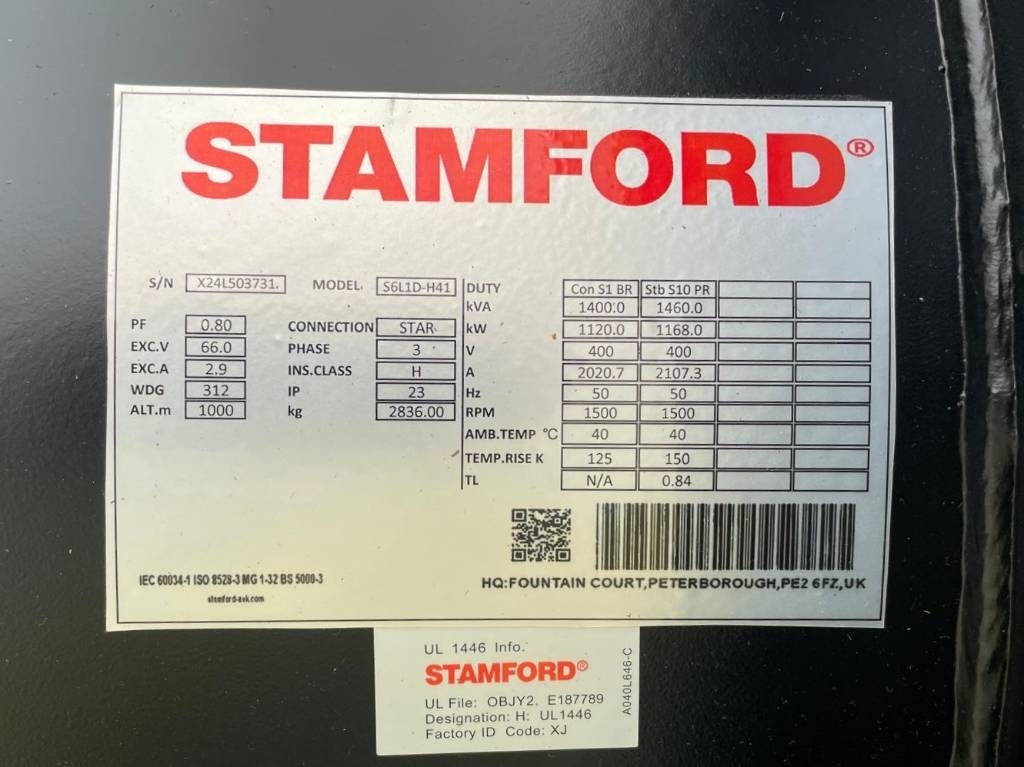 STAMFORD®
S/N X24L503731. MODEL. S6L1D-H41 DUTY Con S1 BR Stb S10 PR
kVA 1400.0 1460.0
PF 0.80 CONNECTION STAR kW 1120.0 1168.0
EXC.V 66.0 PHASE 3 V 400 400
EXC.A 2.9 INS.CLASS H A 2020.7 2107.3
WDG 312 IP 23 Hz 50 50
ALT.m 1000 kg 2836.00 RPM 1500 1500
AMB.TEMP °C 40 40
TEMP.RISE K 125 150
TL N/A 0.84
IEC 60034-1 ISO 8528-3 MG 1-32 BS 5000-3
stamford-avk.com
HQ:FOUNTAIN COURT,PETERBOROUGH,PE2 6FZ,UK
UL 1446 Info.
STAMFORD®
UL File: OBJY2. E187789
Designation: H: UL1446
Factory ID Code: XJ
A040L646-C